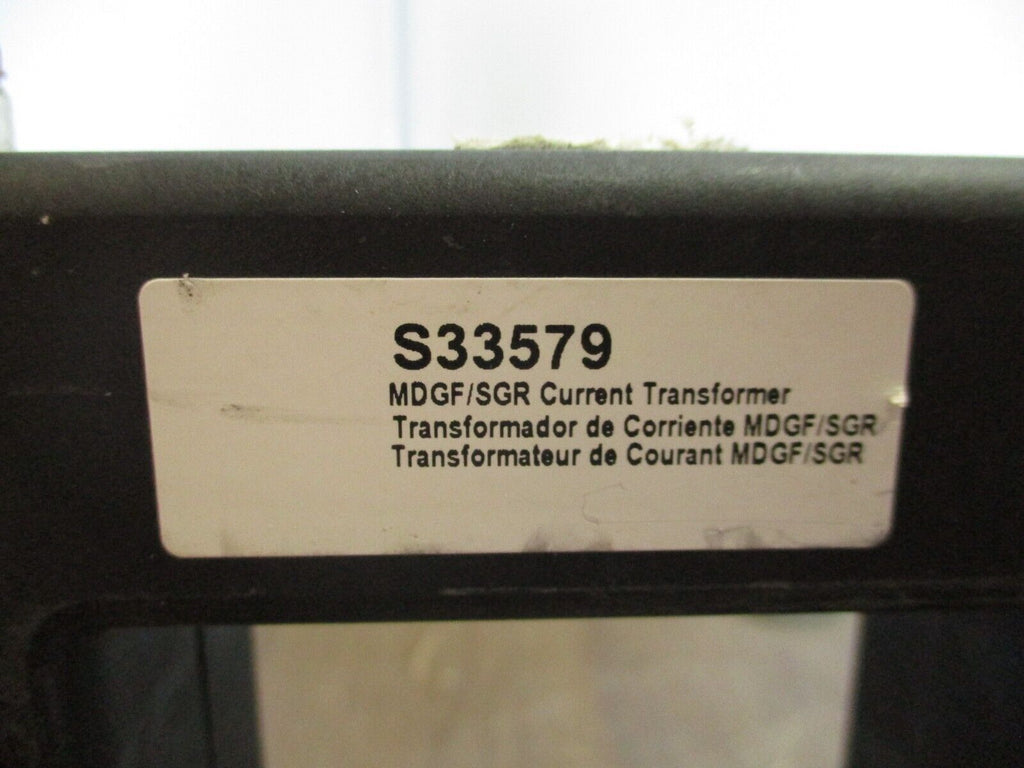 S33579
MDGF/SGR Current Transformer
Transformador de Corriente MDGF/SGR
Transformateur de Courant MDGF/SGR